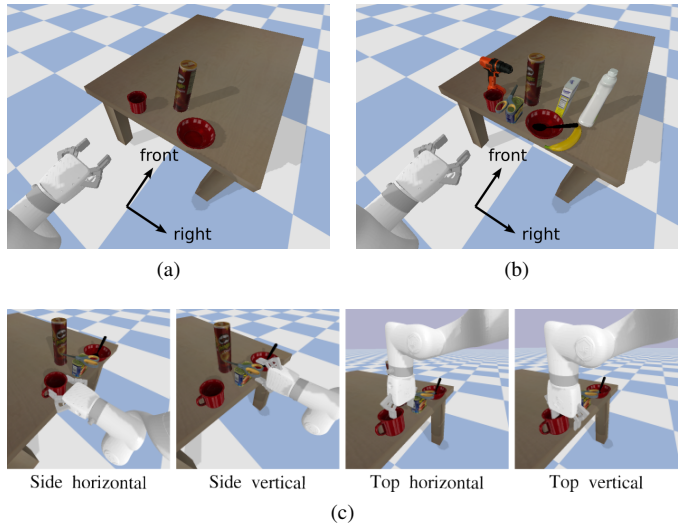 front
right
front
right
(a)
(b)
Side horizontal
Side vertical
Top horizontal
Top vertical
(c)